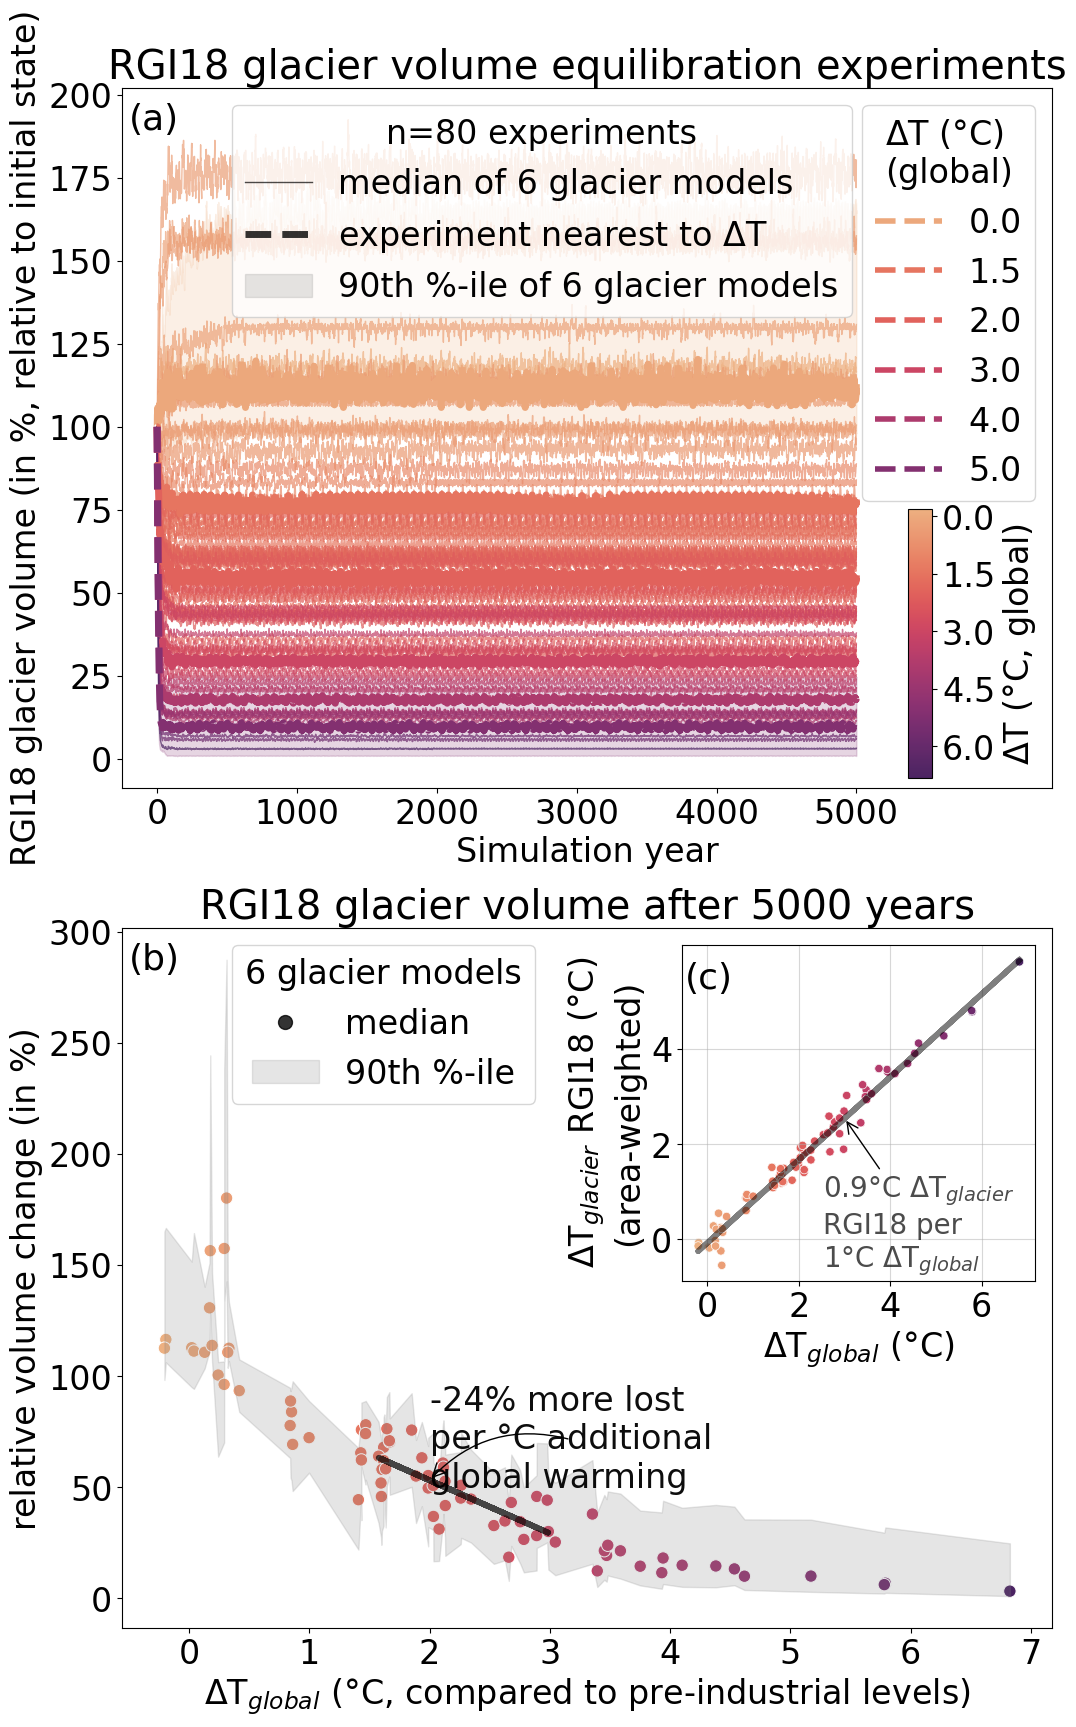 RGI18 glacier volume equilibration experiments
RGI18 glacier volume (in %, relative to initial state)
200
175
150
125
100
75
50
25
0
(a)
n=80 experiments
median of 6 glacier models
experiment nearest to ΔT
90th %-ile of 6 glacier models
ΔT (°C)
(global)
0.0
1.5
2.0
3.0
4.0
5.0
0.0
1.5
3.0
4.5
6.0
ΔT (°C, global)
0 1000 2000 3000 4000 5000
Simulation year
RGI18 glacier volume after 5000 years
relative volume change (in %)
300
250
200
150
100
50
0
(b)
6 glacier models
median
90th %-ile
-24% more lost
per °C additional
global warming
(c)
ΔTglacier RGI18 (°C)
(area-weighted)
4
2
0
0.9°C ΔTglacier
RGI18 per
1°C ΔTglobal
0 2 4 6
ΔTglobal (°C)
0 1 2 3 4 5 6 7
ΔTglobal (°C, compared to pre-industrial levels)